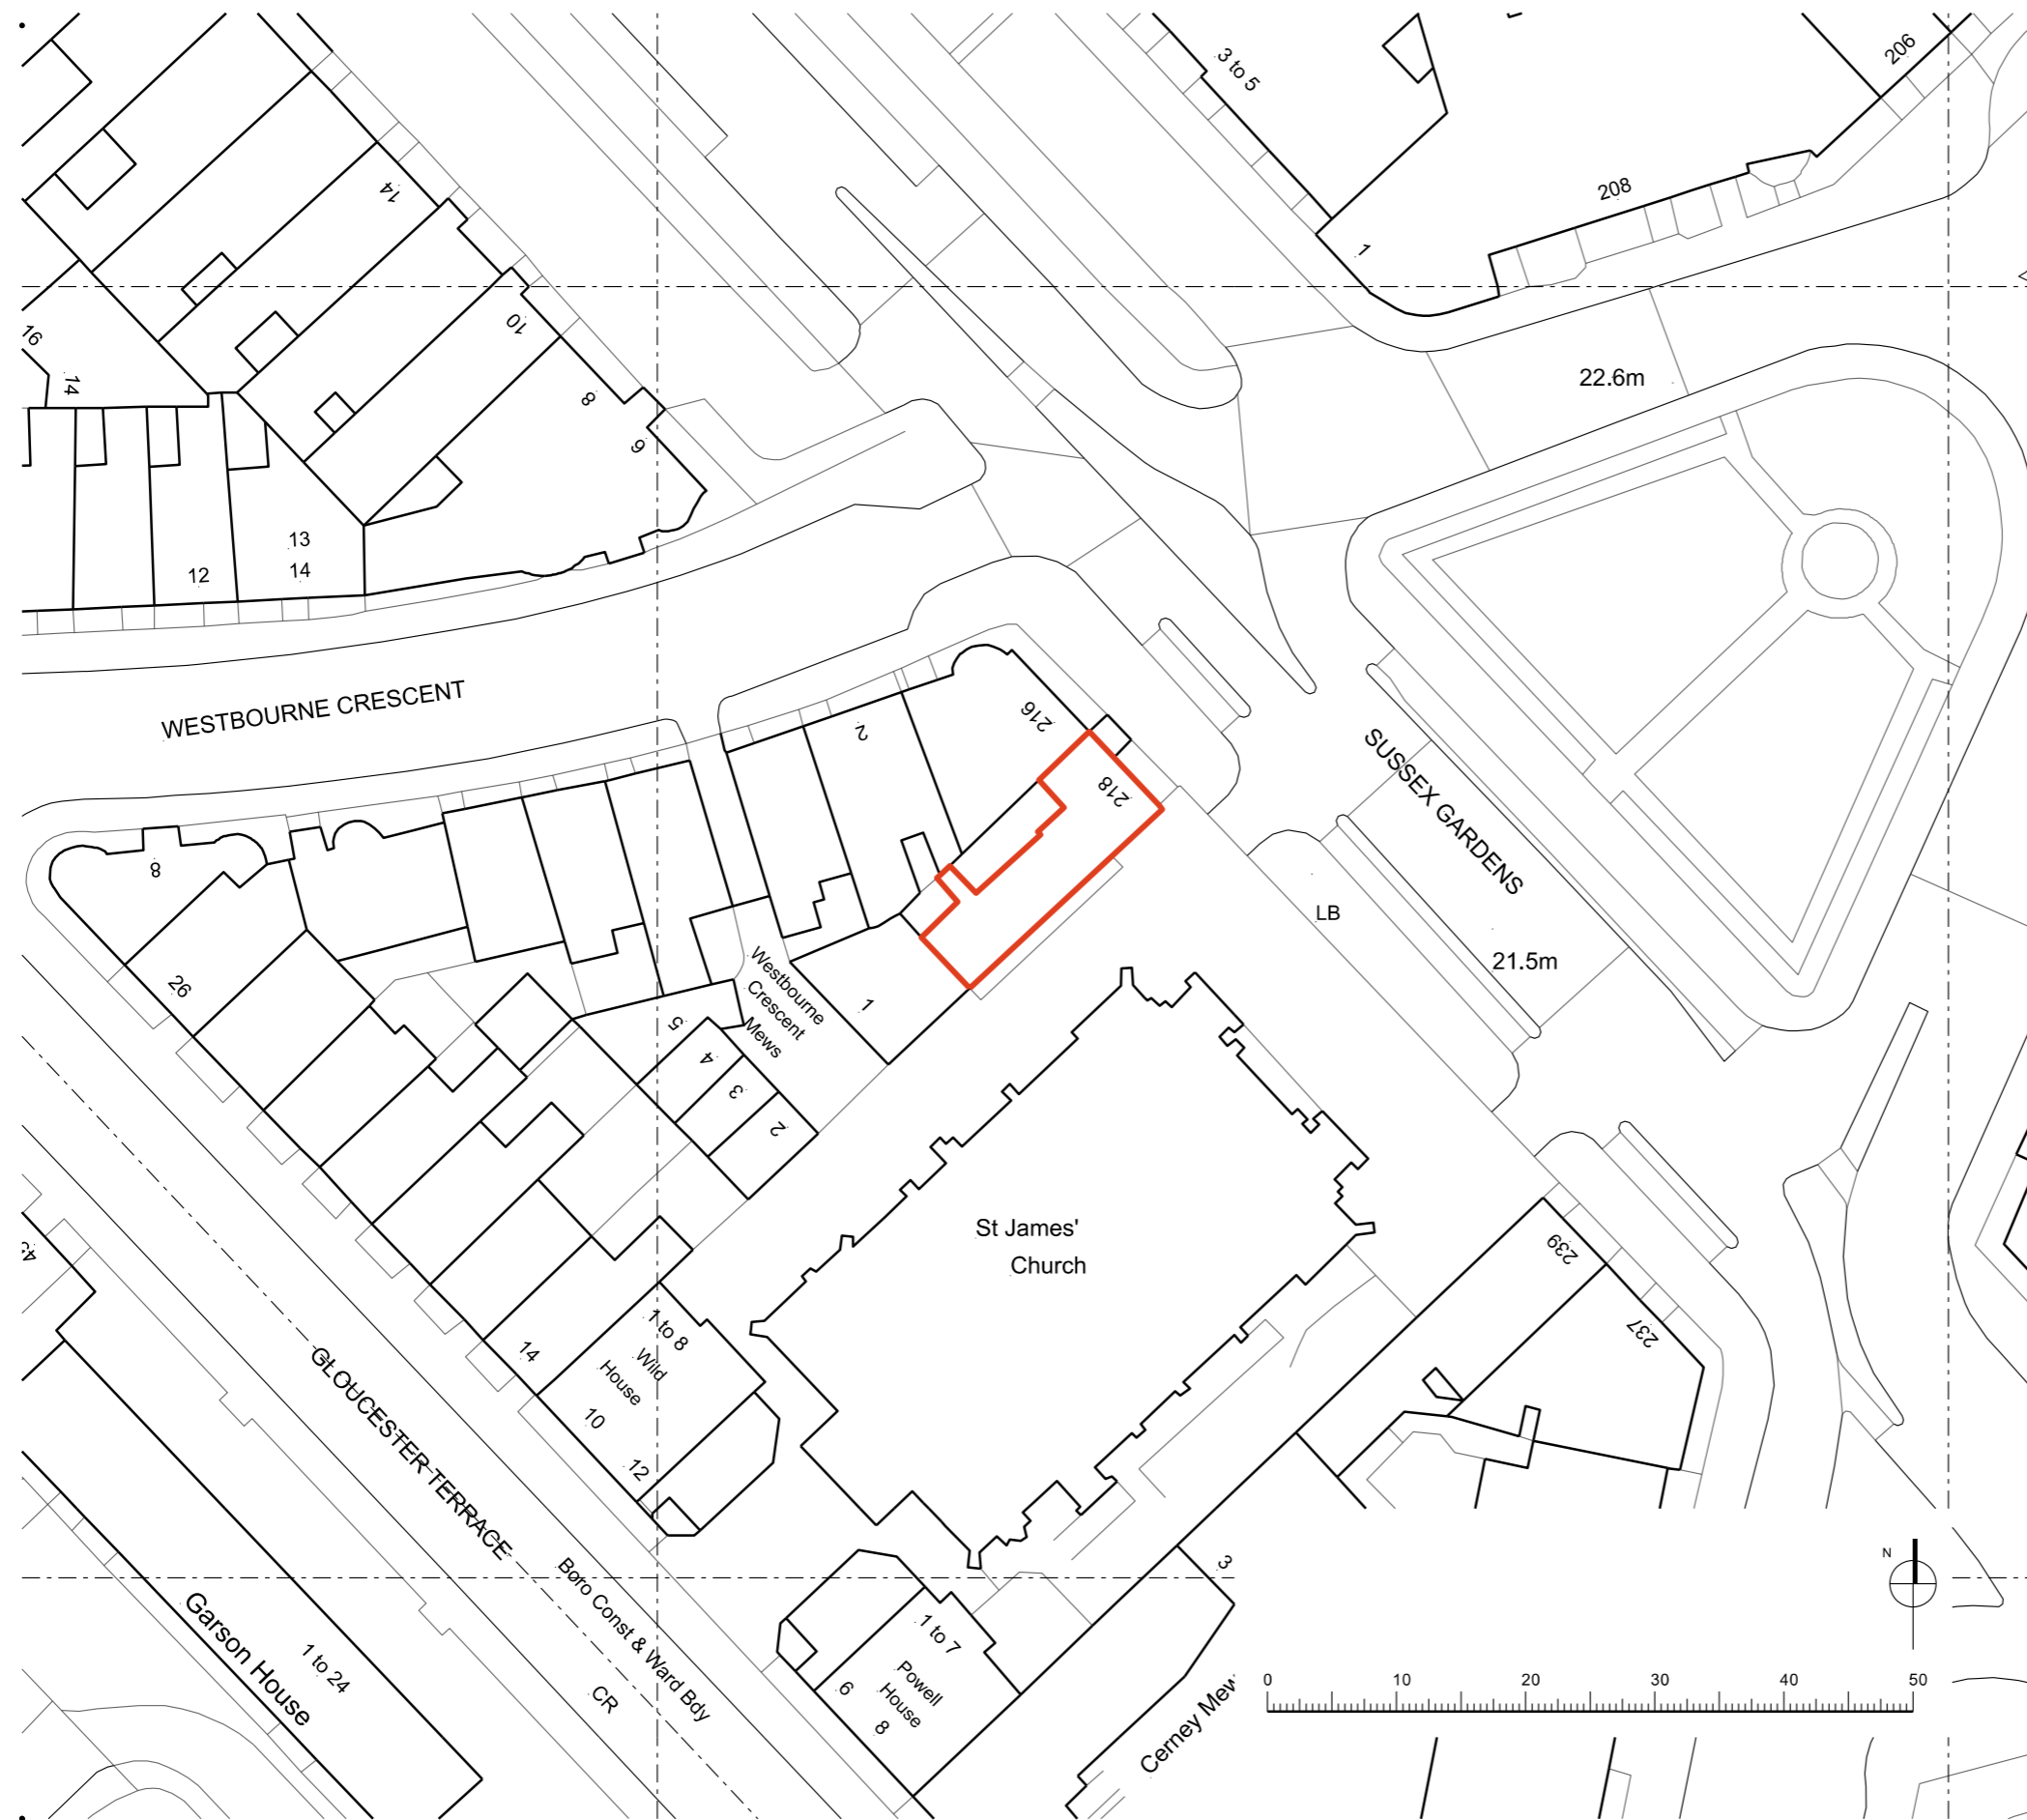 3 to 5
206
14
208
1
10
16
14
8
6
22.6m
13
14
12
WESTBOURNE CRESCENT
2
216
218
SUSSEX GARDENS
8
LB
21.5m
26
Westbourne
Crescent
Mews
1
5
4
3
2
St James'
Church
239
237
1 to 8
Wild
House
14
10
12
GLOUCESTER TERRACE
Boro Const & Ward Bdy
CR
Garson House
1 to 24
3
1 to 7
Powell
House
6
8
Cerney Mew
N
0 10 20 30 40 50